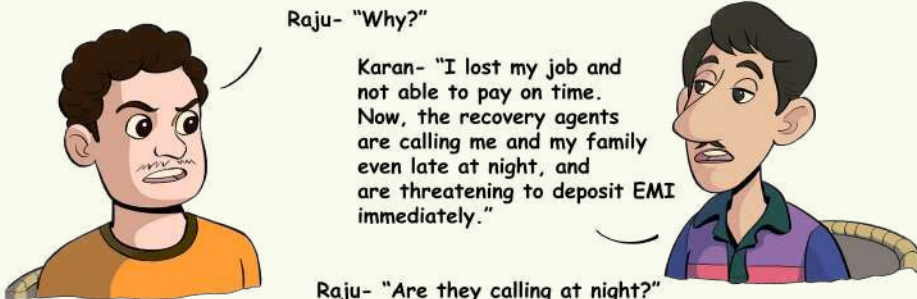 Raju- “Why?”
Karan- “I lost my job and
not able to pay on time.
Now, the recovery agents
are calling me and my family
even late at night, and
are threatening to deposit EMI
immediately.”
Raju- “Are they calling at night?”